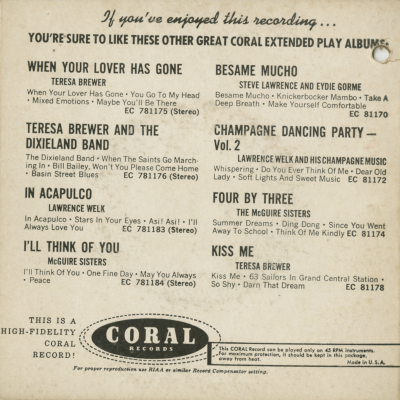 If you've enjoyed this recording...
YOU'RE SURE TO LIKE THESE OTHER GREAT CORAL EXTENDED PLAY ALBUMS:
WHEN YOUR LOVER HAS GONE
TERESA BREWER
When Your Lover Has Gone • You Go To My Head
• Mixed Emotions • Maybe You'll Be There
EC 781175 (Stereo)
TERESA BREWER AND THE
DIXIELAND BAND
The Dixieland Band • When The Saints Go March-
ing In • Bill Bailey, Won't You Please Come Home
• Basin Street Blues
EC 781176 (Stereo)
IN ACAPULCO
LAWRENCE WELK
In Acapulco • Stars In Your Eyes • Asi! Asi! • I'll
Always Love You
EC 781183 (Stereo)
I'LL THINK OF YOU
McGUIRE SISTERS
I'll Think Of You • One Fine Day • May You Always
• Peace
EC 781184 (Stereo)
BESAME MUCHO
STEVE LAWRENCE and EYDIE GORME
Besame Mucho • Knickerbocker Mambo • Take A
Deep Breath • Make Yourself Comfortable
EC 81170
CHAMPAGNE DANCING PARTY—
Vol. 2
LAWRENCE WELK and HIS CHAMPAGNE MUSIC
Whispering • Do You Ever Think Of Me • Dear Old
Lady • Soft Lights And Sweet Music EC 81172
FOUR BY THREE
THE McGUIRE SISTERS
Summer Dreams • Ding Dong • Since You Went
Away To School • Think Of Me Kindly EC 81174
KISS ME
TERESA BREWER
Kiss Me • 63 Sailors In Grand Central Station •
So Shy • Darn That Dream
EC 81178
THIS IS A
HIGH-FIDELITY
CORAL
RECORD!
CORAL
RECORDS
This CORAL Record can be played only on 45 RPM instruments.
For maximum protection, it should be kept in this package,
away from heat.
Made in U.S.A.
For proper reproduction use RIAA or similar Record Compensator setting.